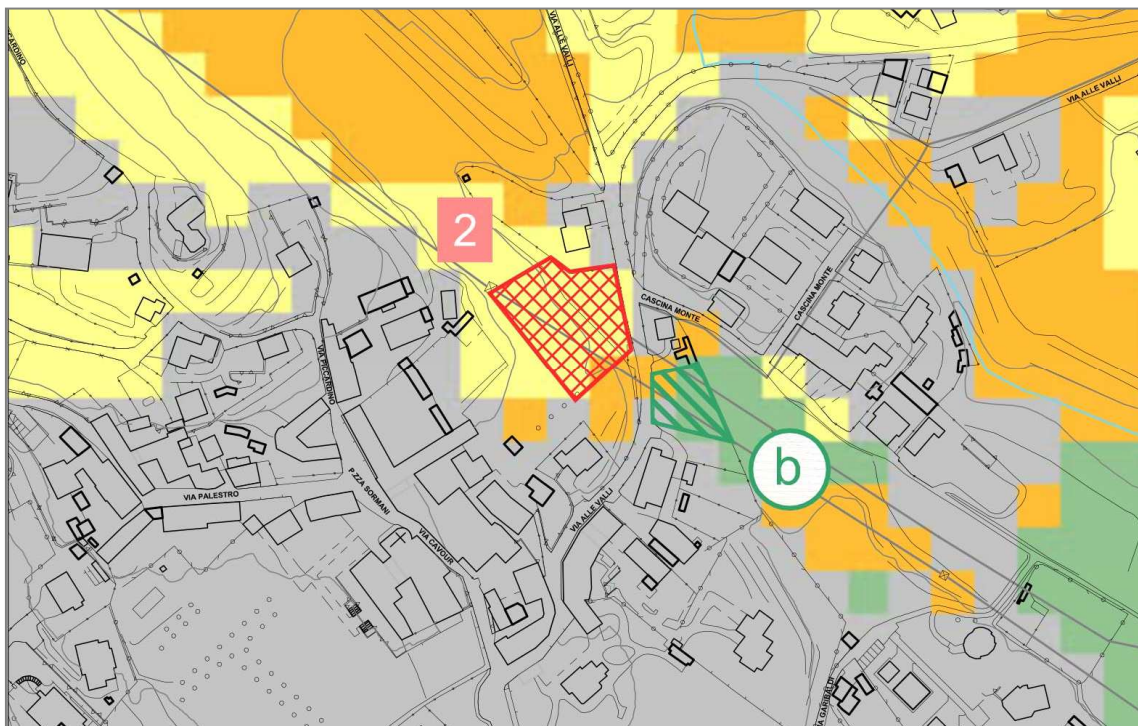 CCARDINO
VIA ALLE VALLI
VIA ALLE VALLI
2
CASCINA MONTE
CASCINA MONTE
VIA PICCARDINO
b
VIA PALESTRO
P.ZZA SORMANI
VIA CAVOUR
VIA ALLE VALLI
GARIBALDI